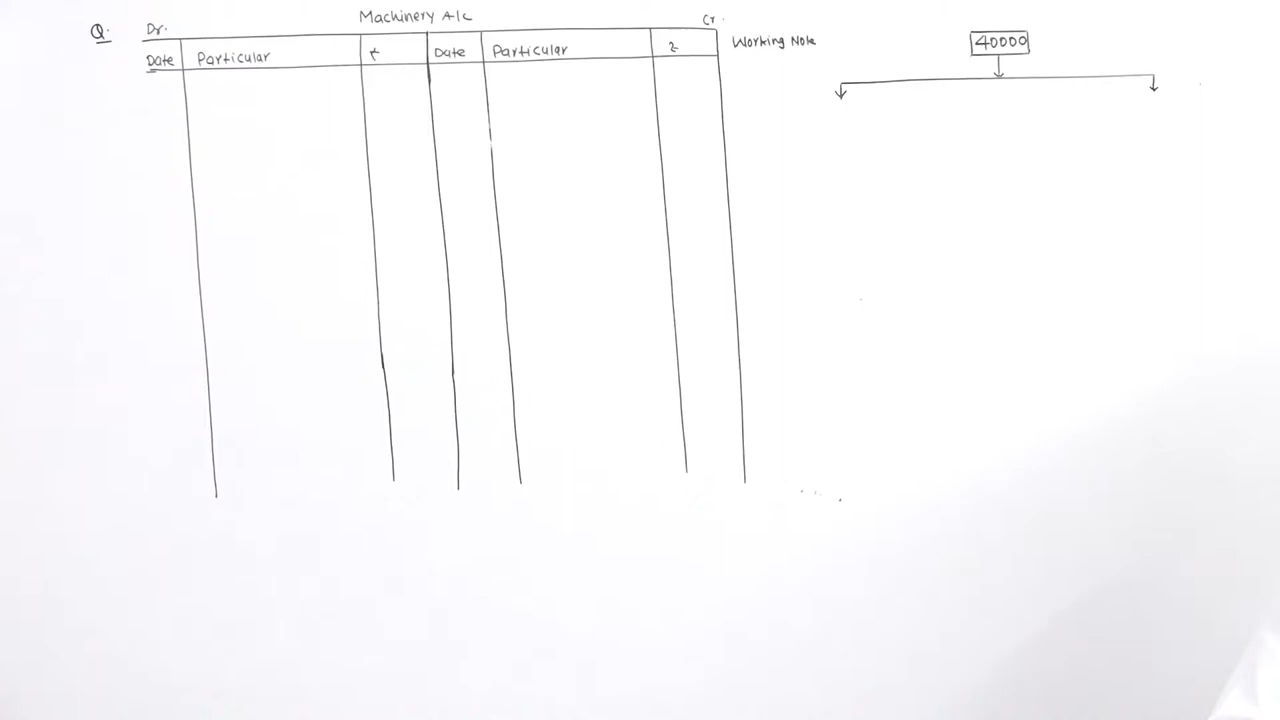 Q. Dr. Machinery A/c Cr.
Date Particular ₹ Date Particular ₹ Working Note 40000